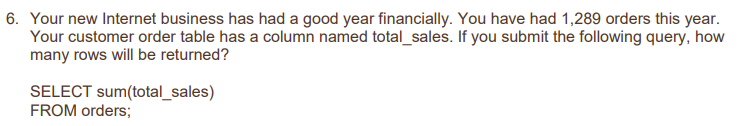 6. Your new Internet business has had a good year financially. You have had 1,289 orders this year.
Your customer order table has a column named total_sales. If you submit the following query, how
many rows will be returned?
SELECT sum(total_sales)
FROM orders;